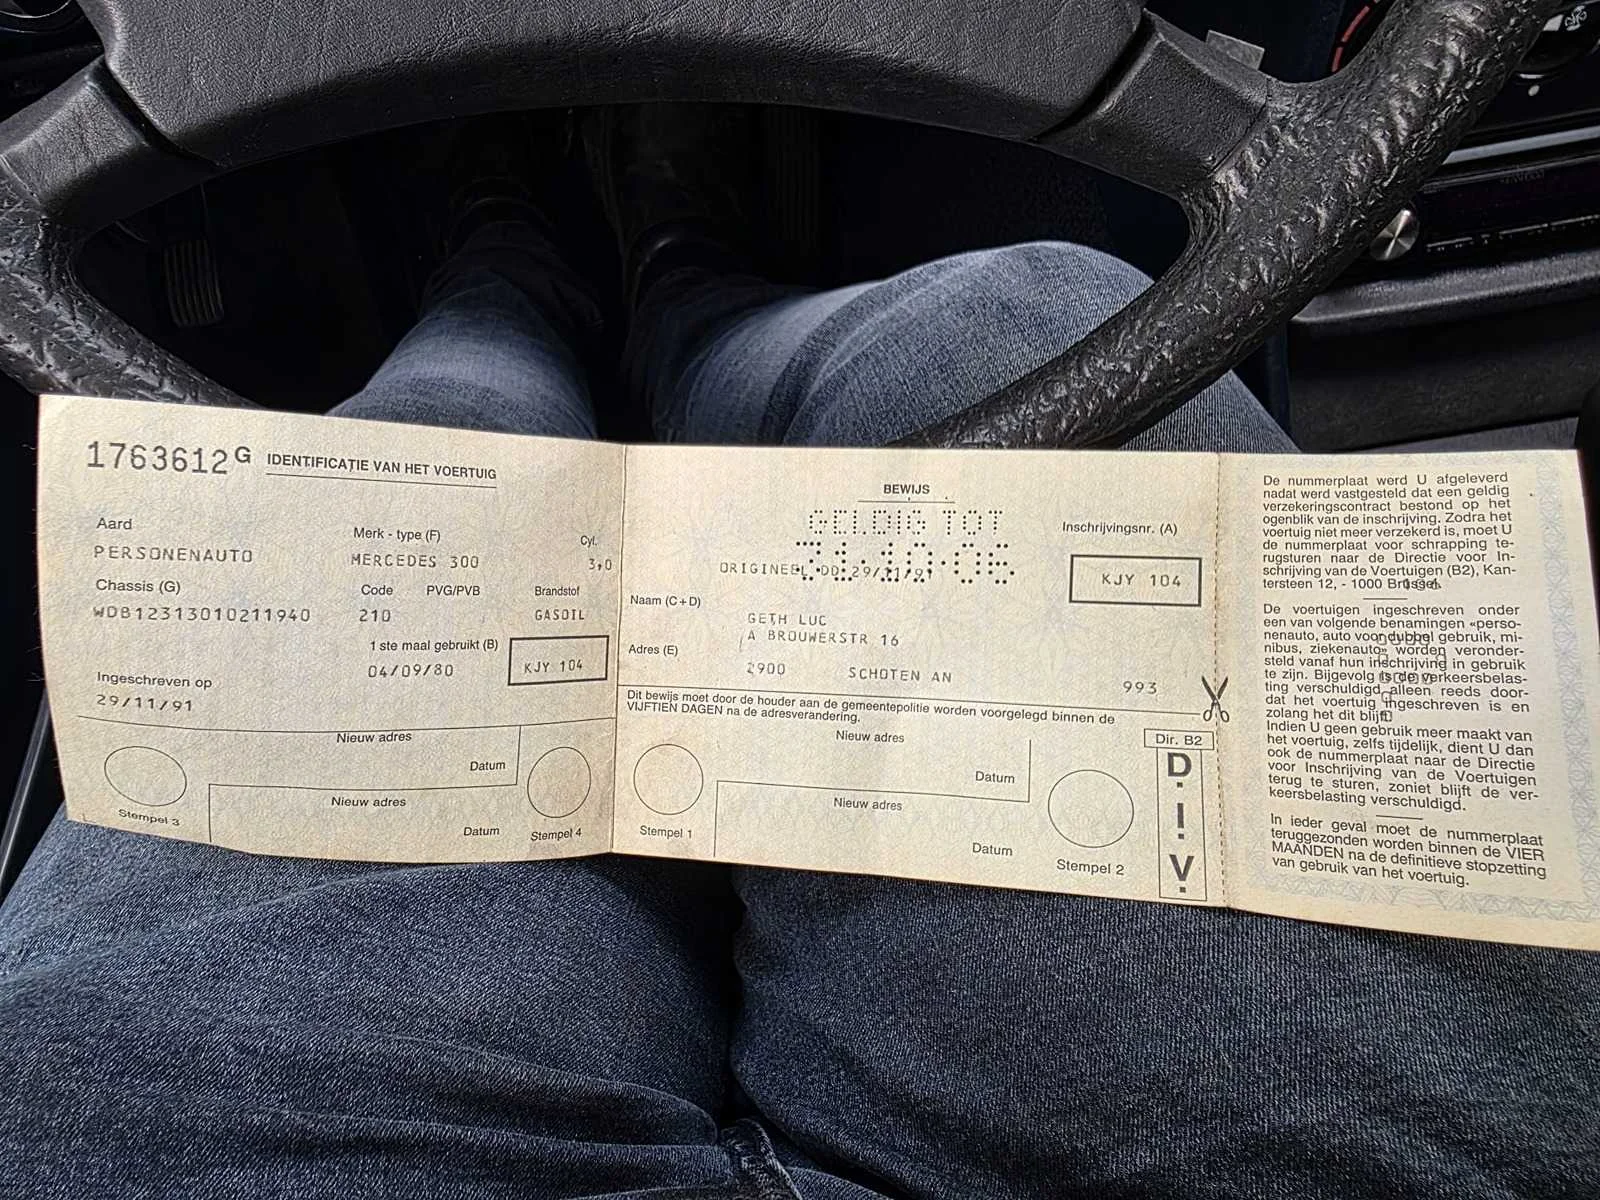 1763612G IDENTIFICATIE VAN HET VOERTUIG
Aard
Merk - type (F)
Cyl.
PERSONENAUTO
MERCEDES 300
3,0
Chassis (G)
Code
PVG/PVB
Brandstof
WDB12313010211940
210
GASOIL
1 ste maal gebruikt (B)
04/09/80
KJY 104
Ingeschreven op
29/11/91
Nieuw adres
Datum
Nieuw adres
Datum
Stempel 3
Stempel 4
BEWIJS
GELDIG TOT
31.10.06
ORIGINEEL DD. 29/11/91
Inschrijvingsnr. (A)
KJY 104
Naam (C+D)
GETH LUC
A BROUWERSTR 16
Adres (E)
2900 SCHOTEN AN
993
Dit bewijs moet door de houder aan de gemeentepolitie worden voorgelegd binnen de
VIJFTIEN DAGEN na de adresverandering.
Nieuw adres
Datum
Nieuw adres
Datum
Stempel 1
Stempel 2
Dir. B2
D.
I.
V.
De nummerplaat werd U afgeleverd
nadat werd vastgesteld dat een geldig
verzekeringscontract bestond op het
ogenblik van de inschrijving. Zodra het
voertuig niet meer verzekerd is, moet U
de nummerplaat voor schrapping te-
rugsturen naar de Directie voor In-
schrijving van de Voertuigen (B2), Kan-
tersteen 12, - 1000 Brussel.
De voertuigen ingeschreven onder
een van volgende benamingen «perso-
nenauto, auto voor dubbel gebruik, mi-
nibus, ziekenauto» worden veronder-
steld vanaf hun inschrijving in gebruik
te zijn. Bijgevolg is de verkeersbelas-
ting verschuldigd alleen reeds door-
dat het voertuig ingeschreven is en
zolang het dit blijft.
Indien U geen gebruik meer maakt van
het voertuig, zelfs tijdelijk, dient U dan
ook de nummerplaat naar de Directie
voor Inschrijving van de Voertuigen
terug te sturen, zoniet blijft de ver-
keersbelasting verschuldigd.
In ieder geval moet de nummerplaat
teruggezonden worden binnen de VIER
MAANDEN na de definitieve stopzetting
van gebruik van het voertuig.